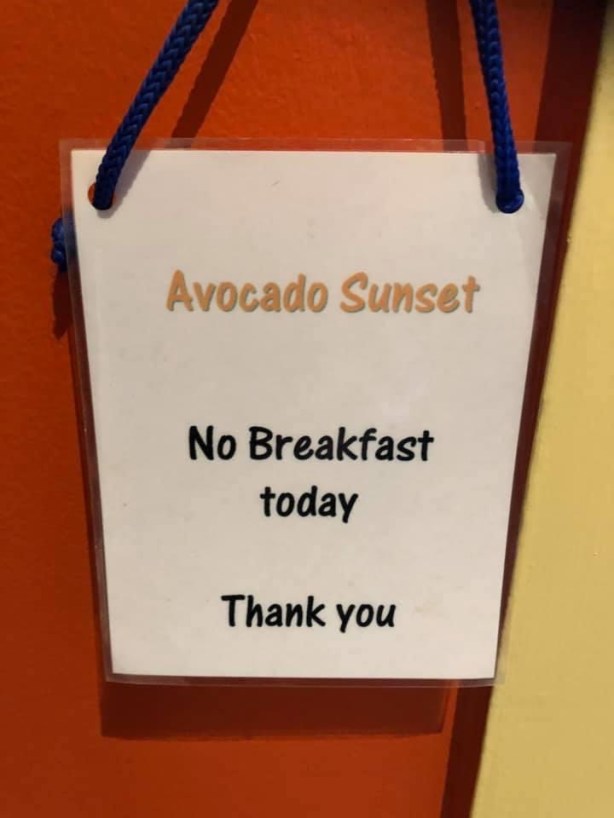 Avocado Sunset
No Breakfast
today
Thank you